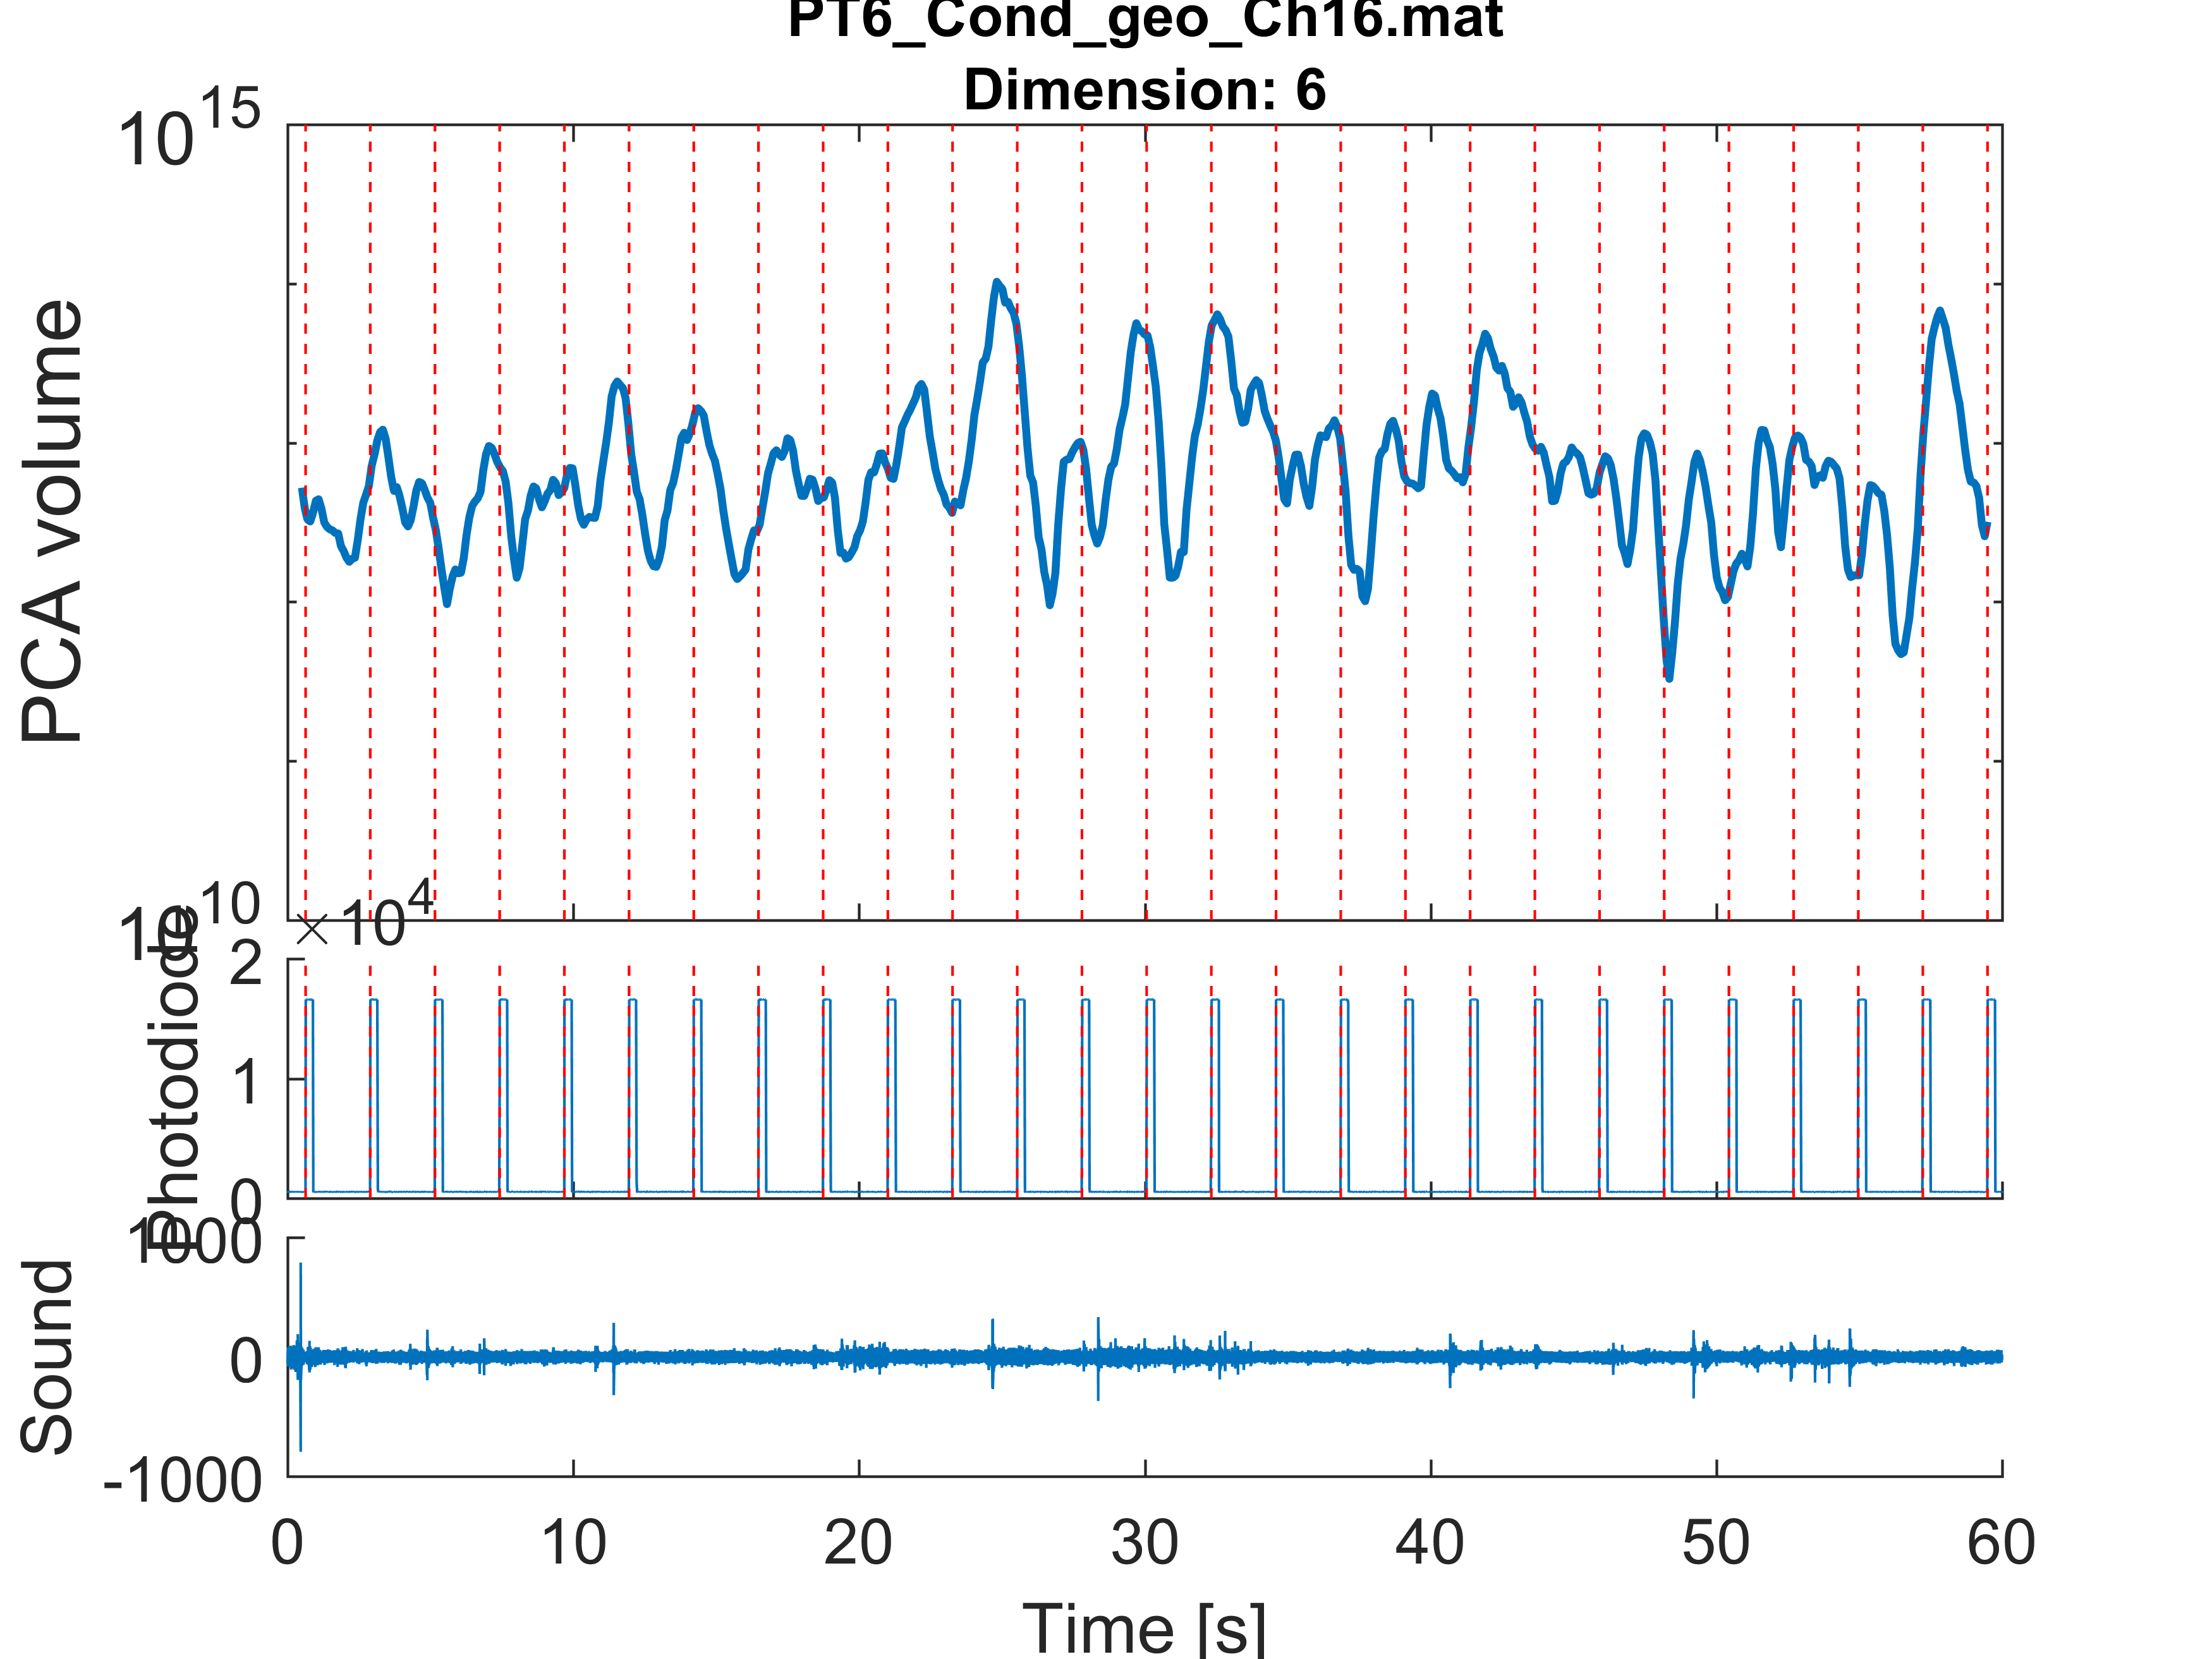 PT6_Cond_geo_Ch16.mat
Dimension: 6
10^15
PCA volume
10^10
×10^4
2
1
0
Photodiode
1000
0
-1000
Sound
0 10 20 30 40 50 60
Time [s]